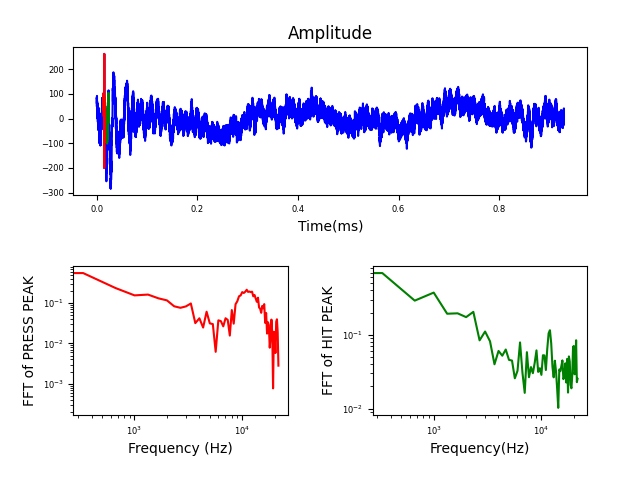 Amplitude
200
100
0
−100
−200
−300
0.0 0.2 0.4 0.6 0.8
Time(ms)
FFT of PRESS PEAK
10⁻¹
10⁻²
10⁻³
10³ 10⁴
Frequency (Hz)
FFT of HIT PEAK
10⁻¹
10⁻²
10³ 10⁴
Frequency(Hz)